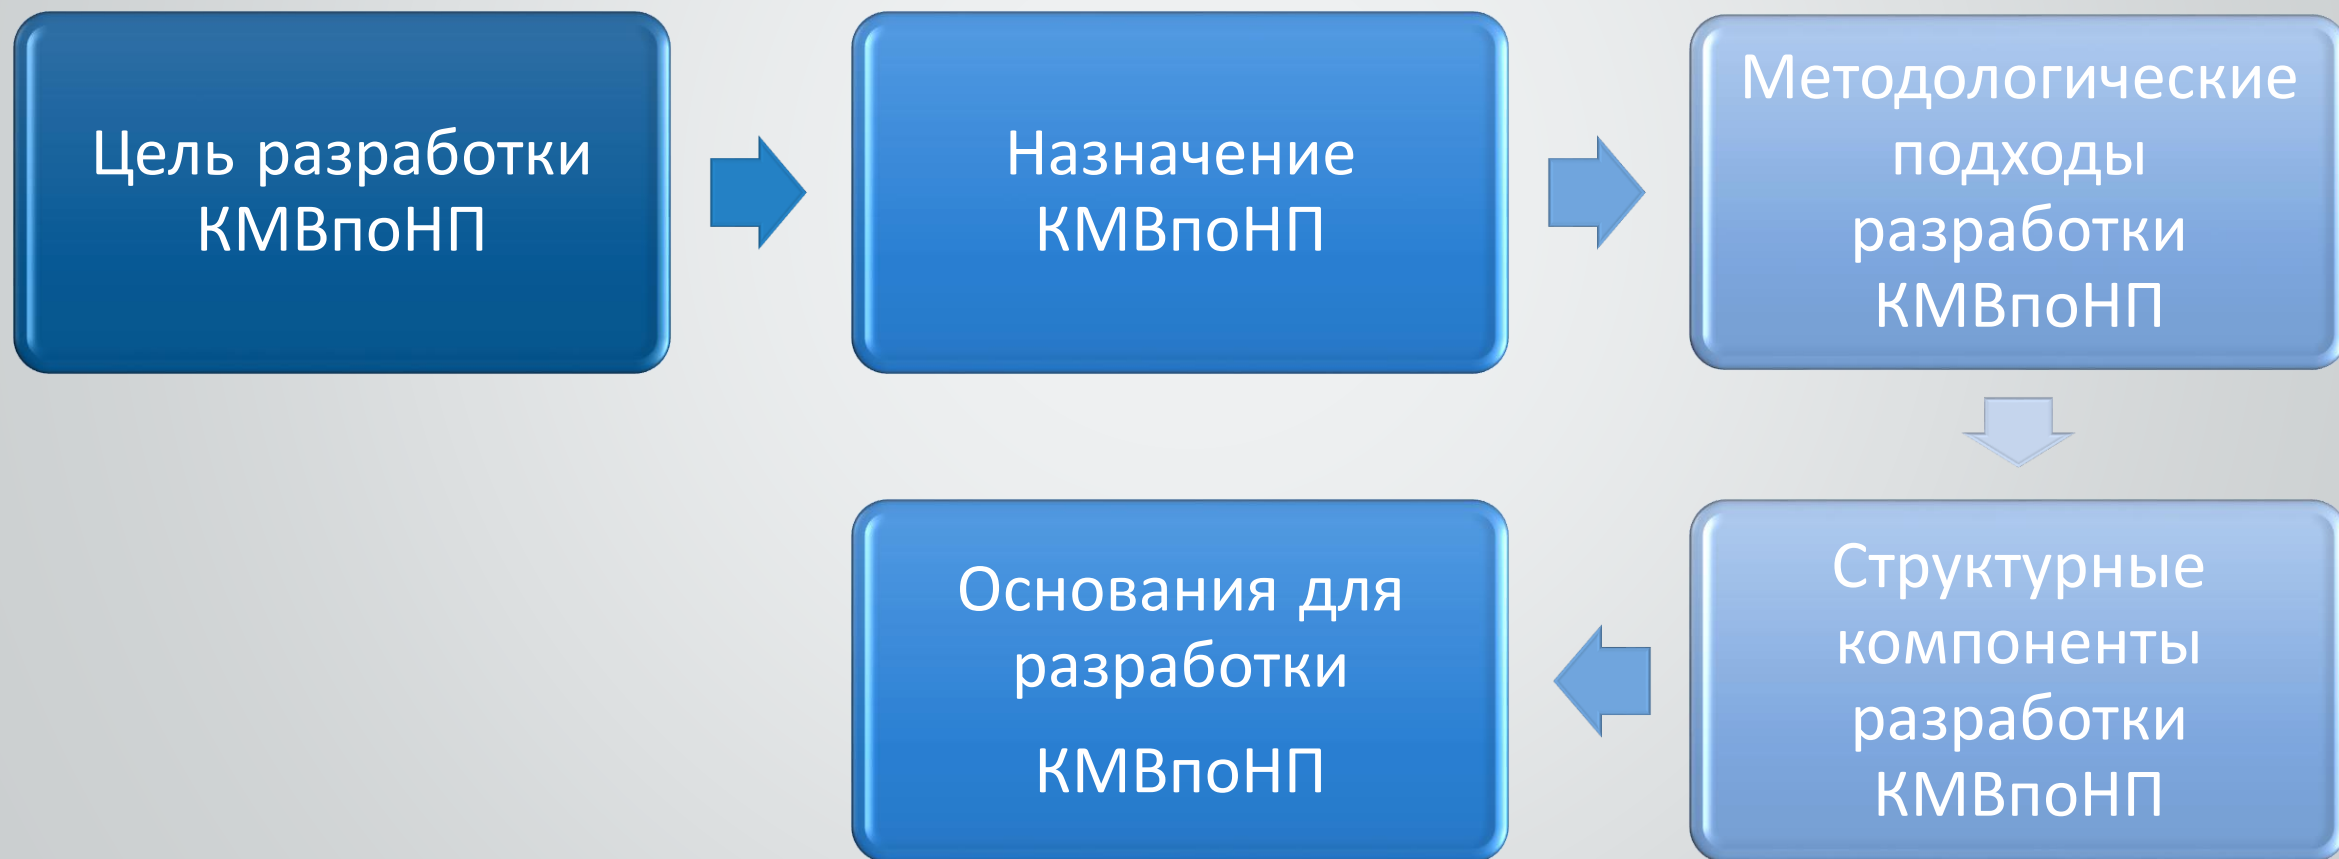 Цель разработки
КМВпоНП
Назначение
КМВпоНП
Методологические
подходы
разработки
КМВпоНП
Структурные
компоненты
разработки
КМВпоНП
Основания для
разработки
КМВпоНП